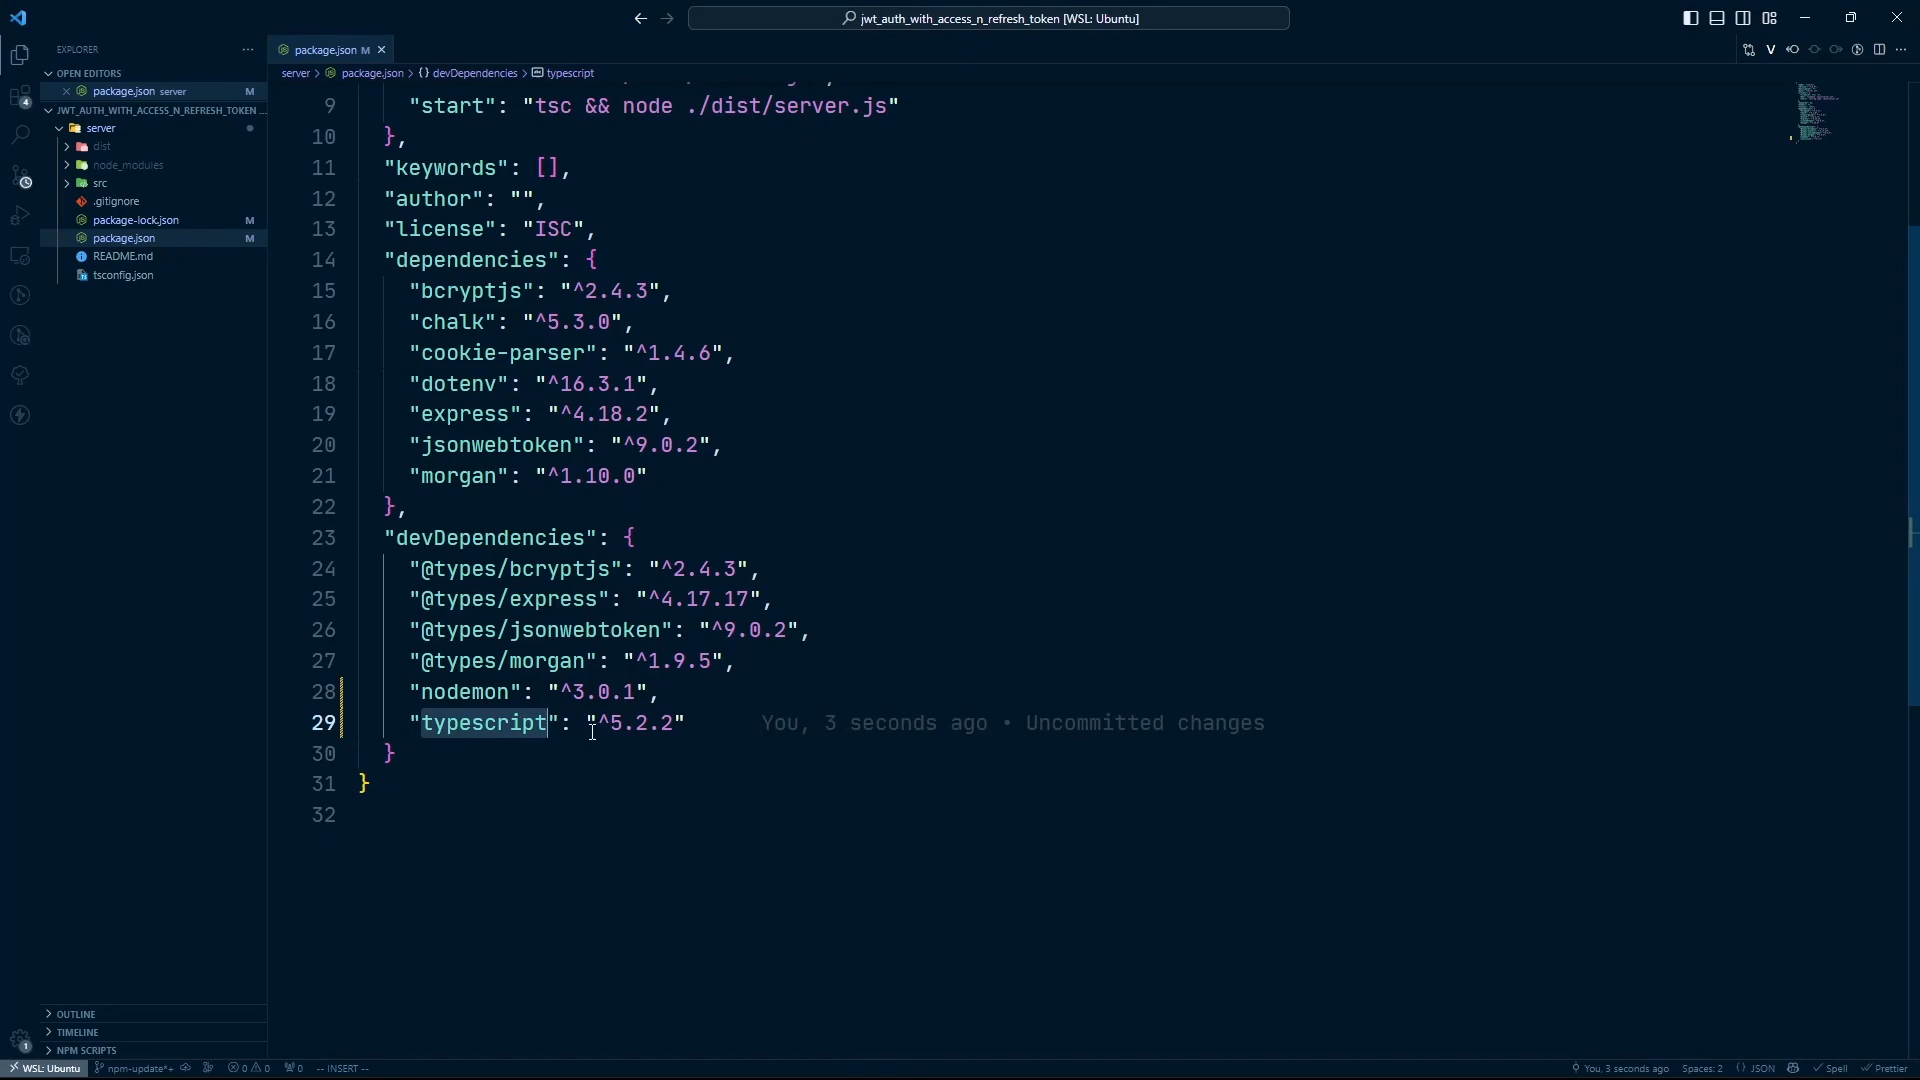 jwt_auth_with_access_n_refresh_token [WSL: Ubuntu]
EXPLORER
OPEN EDITORS
package.json server M
JWT_AUTH_WITH_ACCESS_N_REFRESH_TOKEN ...
server
dist
node_modules
src
.gitignore
package-lock.json M
package.json M
README.md
tsconfig.json
OUTLINE
TIMELINE
NPM SCRIPTS
4
1
package.json M
server > package.json > {} devDependencies > typescript
9 "start": "tsc && node ./dist/server.js"
10 },
11 "keywords": [],
12 "author": "",
13 "license": "ISC",
14 "dependencies": {
15 "bcryptjs": "^2.4.3",
16 "chalk": "^5.3.0",
17 "cookie-parser": "^1.4.6",
18 "dotenv": "^16.3.1",
19 "express": "^4.18.2",
20 "jsonwebtoken": "^9.0.2",
21 "morgan": "^1.10.0"
22 },
23 "devDependencies": {
24 "@types/bcryptjs": "^2.4.3",
25 "@types/express": "^4.17.17",
26 "@types/jsonwebtoken": "^9.0.2",
27 "@types/morgan": "^1.9.5",
28 "nodemon": "^3.0.1",
29 "typescript": "^5.2.2" You, 3 seconds ago • Uncommitted changes
30 }
31 }
32
WSL: Ubuntu npm-update*+ 0 0 0 -- INSERT -- You, 3 seconds ago Spaces: 2 {} JSON Spell Prettier